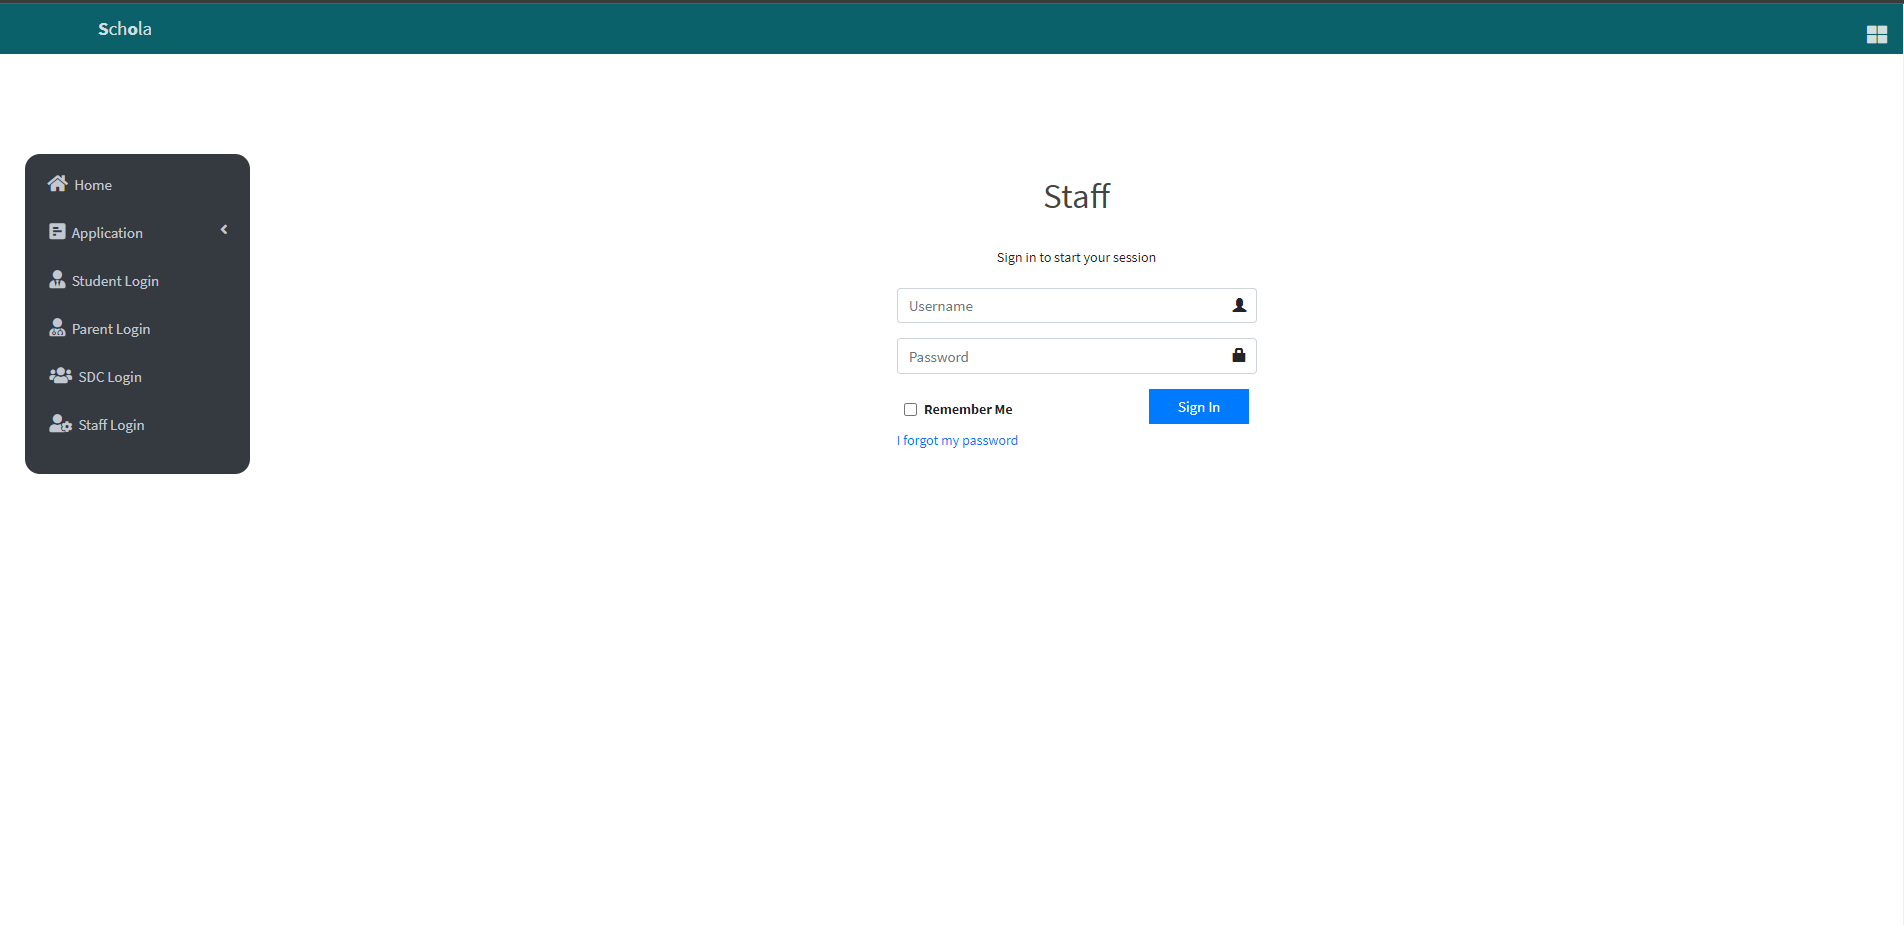 Schola
Home
Application
Student Login
Parent Login
SDC Login
Staff Login
Staff
Sign in to start your session
Username
Password
Remember Me
Sign In
I forgot my password